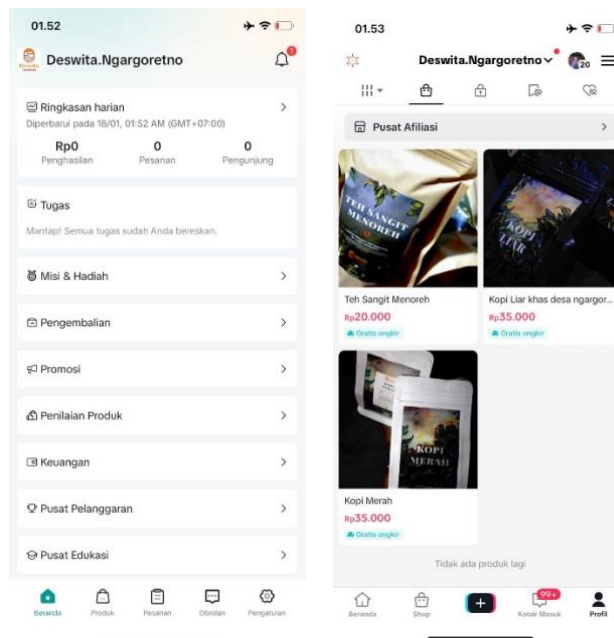 01.52
Deswita.Ngargoretno
Ringkasan harian
Diperbarui pada 18/01, 01:52 AM (GMT+07:00)
Rp0 0 0
Penghasilan Pesanan Pengunjung
Tugas
Mantap! Semua tugas sudah Anda bereskan.
Misi & Hadiah
Pengembalian
Promosi
Penilaian Produk
Keuangan
Pusat Pelanggaran
Pusat Edukasi
Beranda Produk Pesanan Obrolan Pengaturan
01.53
Deswita.Ngargoretno
20
Pusat Afiliasi
TEH SANGIT
MENOREH
KOPI
LIAR
Teh Sangit Menoreh
Rp20.000
Gratis ongkir
Kopi Liar khas desa ngargor...
Rp35.000
Gratis ongkir
KOPI
MERAH
Kopi Merah
Rp35.000
Gratis ongkir
Tidak ada produk lagi
99+
Beranda Shop Kotak Masuk Profil